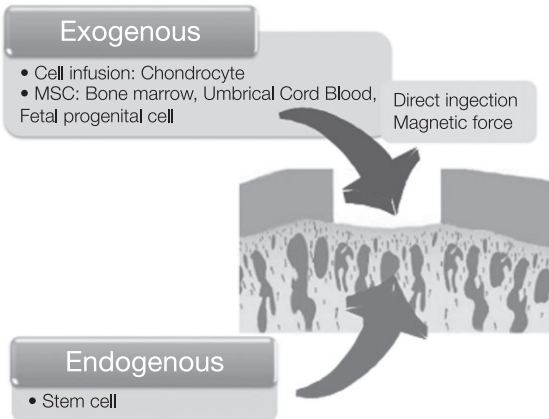 Exogenous
• Cell infusion: Chondrocyte
• MSC: Bone marrow, Umbrical Cord Blood,
Fetal progenital cell
Direct ingection
Magnetic force
Endogenous
• Stem cell